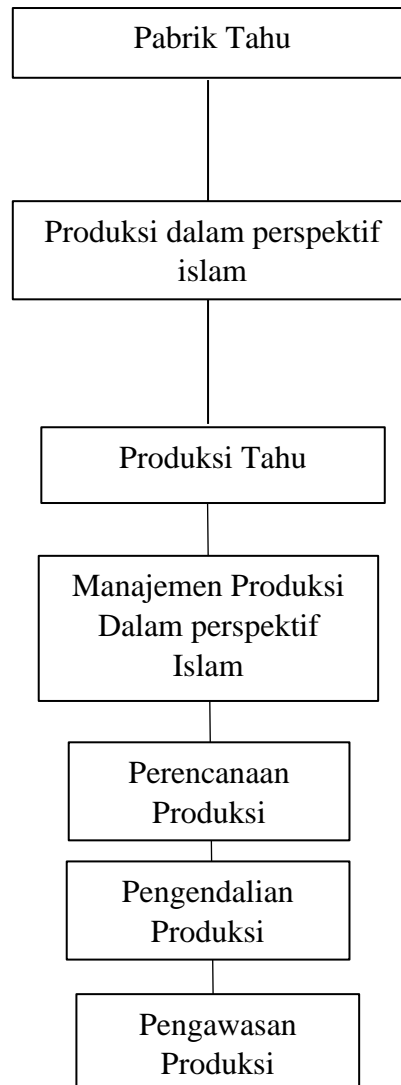 Pabrik Tahu
Produksi dalam perspektif
islam
Produksi Tahu
Manajemen Produksi
Dalam perspektif
Islam
Perencanaan
Produksi
Pengendalian
Produksi
Pengawasan
Produksi